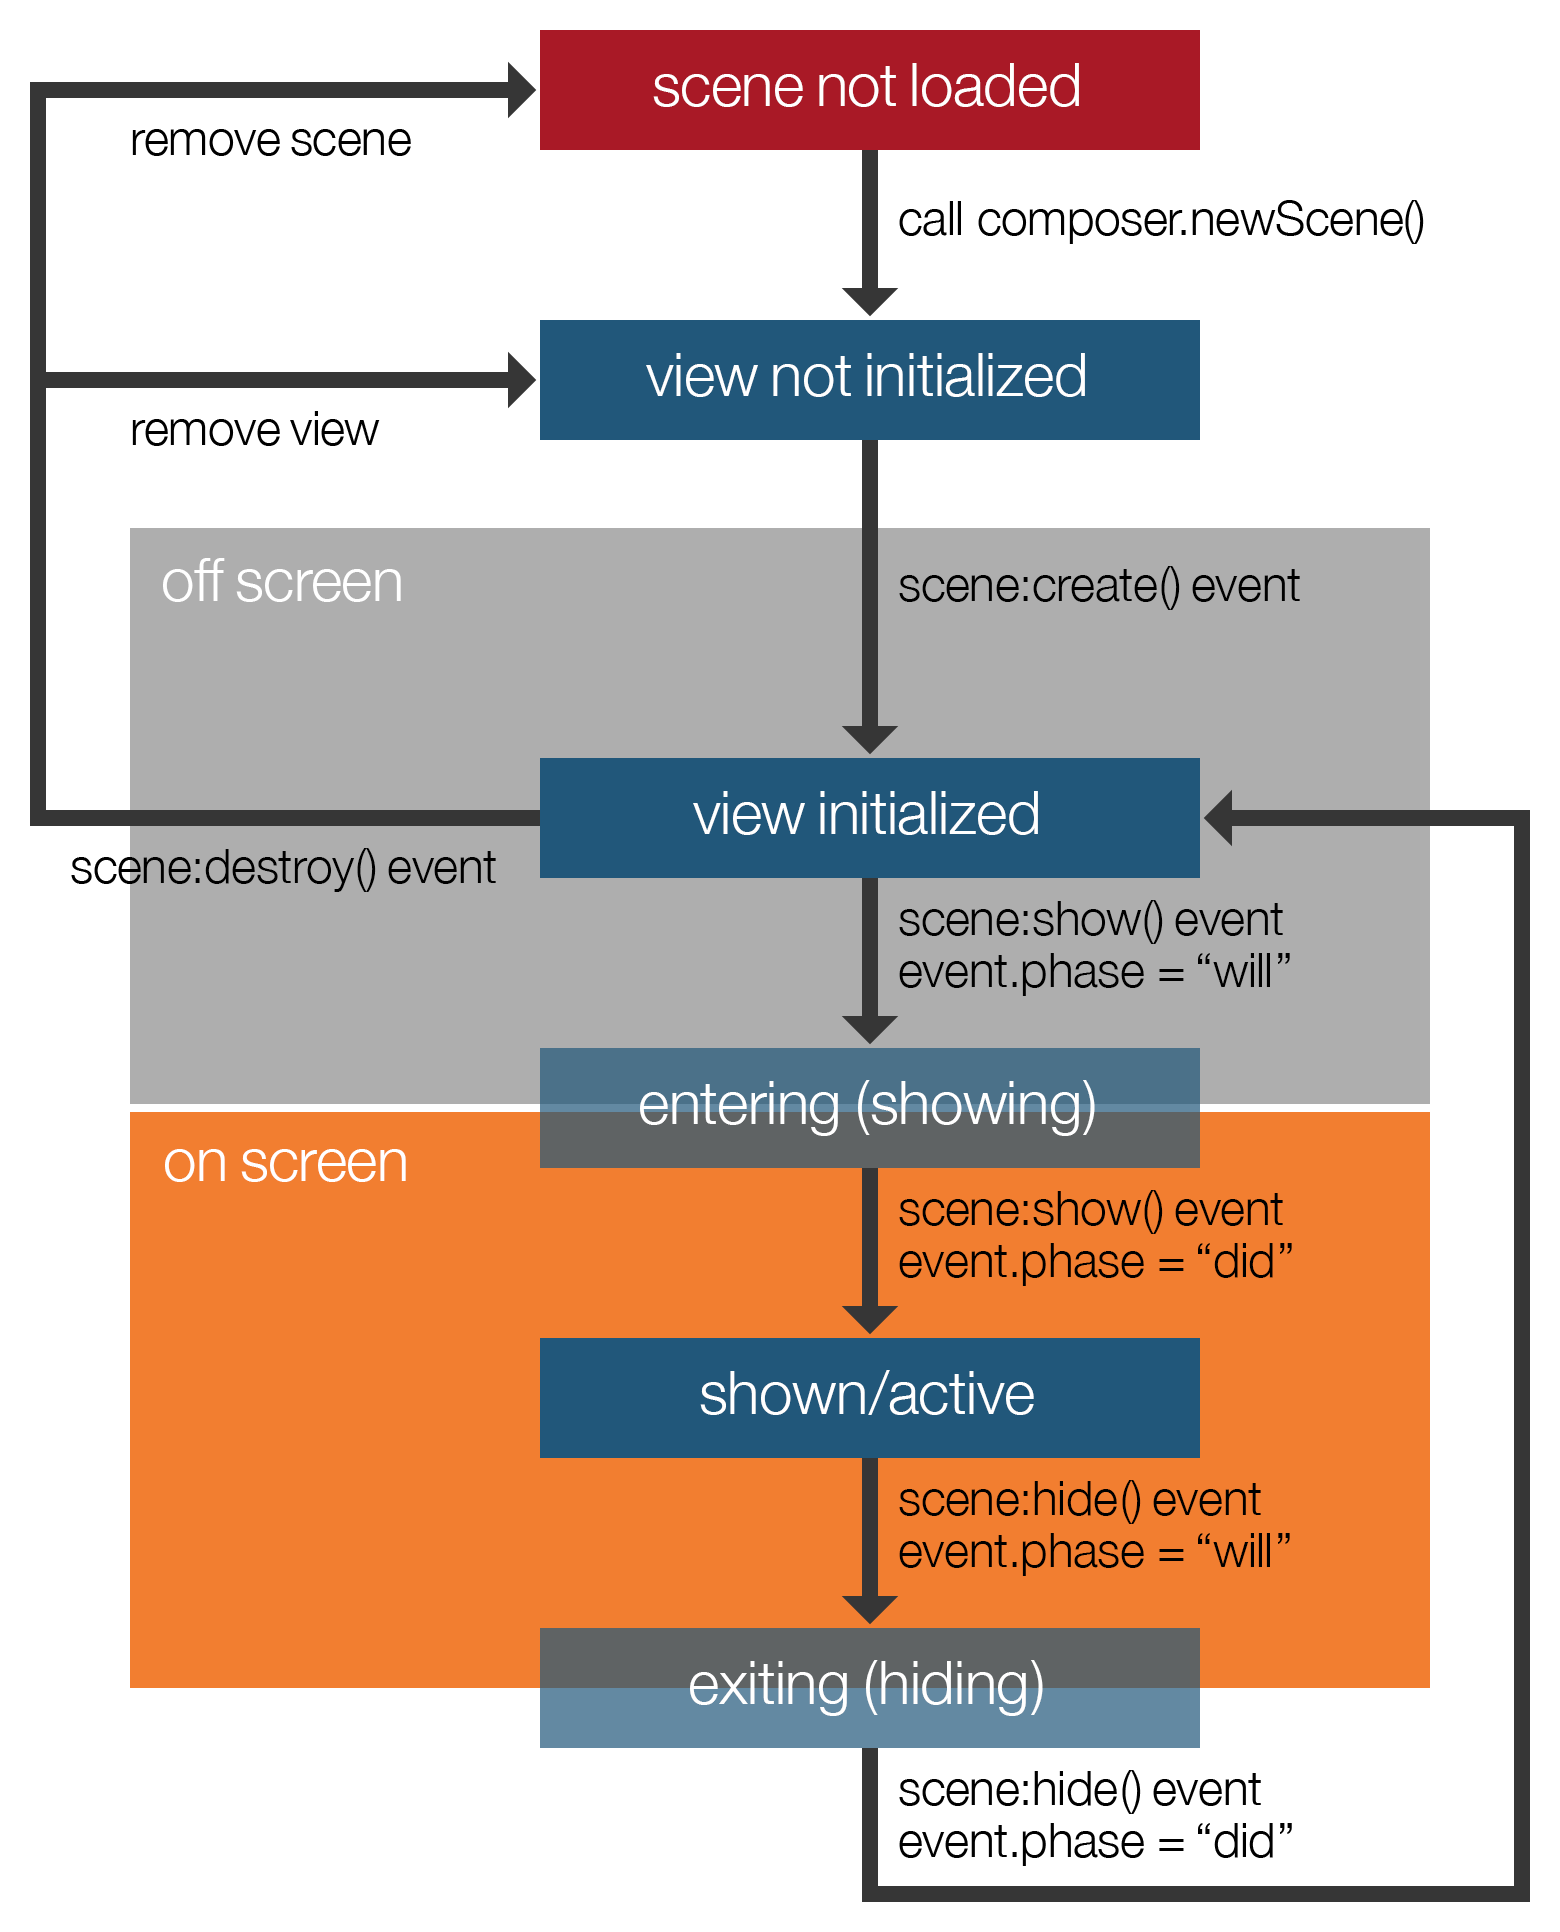 scene not loaded
remove scene
call composer.newScene()
view not initialized
remove view
off screen
scene:create() event
view initialized
scene:destroy() event
scene:show() event
event.phase = “will”
entering (showing)
on screen
scene:show() event
event.phase = “did”
shown/active
scene:hide() event
event.phase = “will”
exiting (hiding)
scene:hide() event
event.phase = “did”